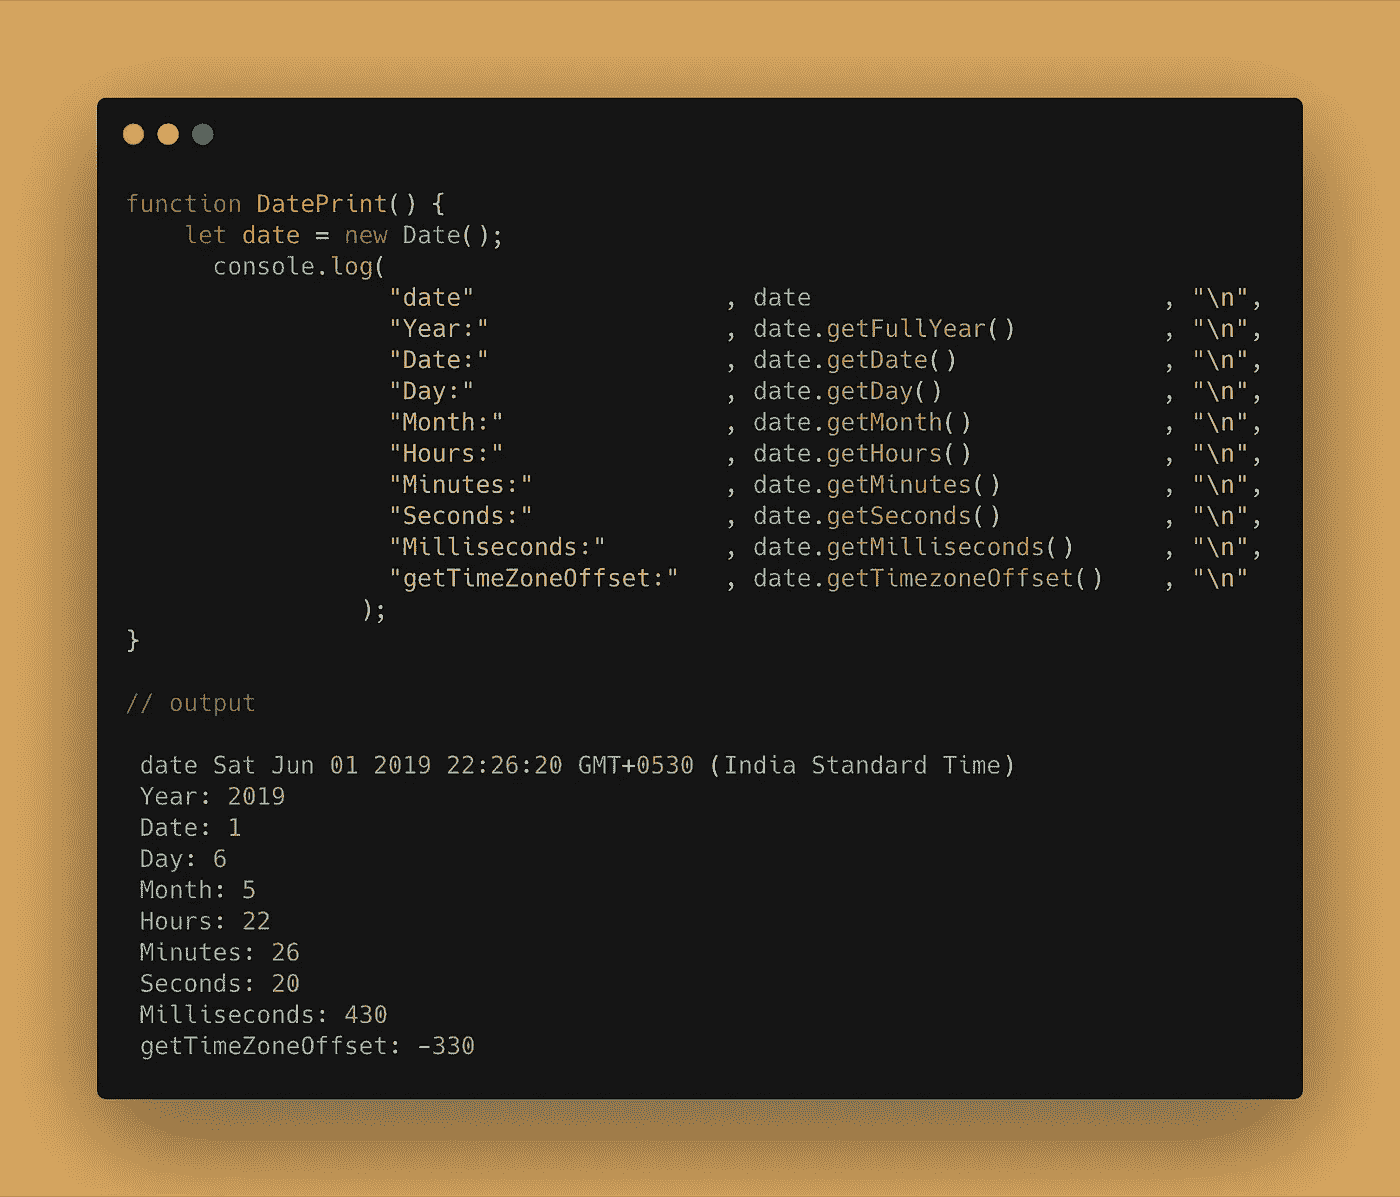 function DatePrint() {
    let date = new Date();
      console.log(
                  "date"                 , date                        , "\n",
                  "Year:"                , date.getFullYear()          , "\n",
                  "Date:"                , date.getDate()              , "\n",
                  "Day:"                 , date.getDay()               , "\n",
                  "Month:"               , date.getMonth()             , "\n",
                  "Hours:"               , date.getHours()             , "\n",
                  "Minutes:"             , date.getMinutes()           , "\n",
                  "Seconds:"             , date.getSeconds()           , "\n",
                  "Milliseconds:"        , date.getMilliseconds()      , "\n",
                  "getTimeZoneOffset:"   , date.getTimezoneOffset()    , "\n"
                );
}

// output

 date Sat Jun 01 2019 22:26:20 GMT+0530 (India Standard Time)
 Year: 2019
 Date: 1
 Day: 6
 Month: 5
 Hours: 22
 Minutes: 26
 Seconds: 20
 Milliseconds: 430
 getTimeZoneOffset: -330